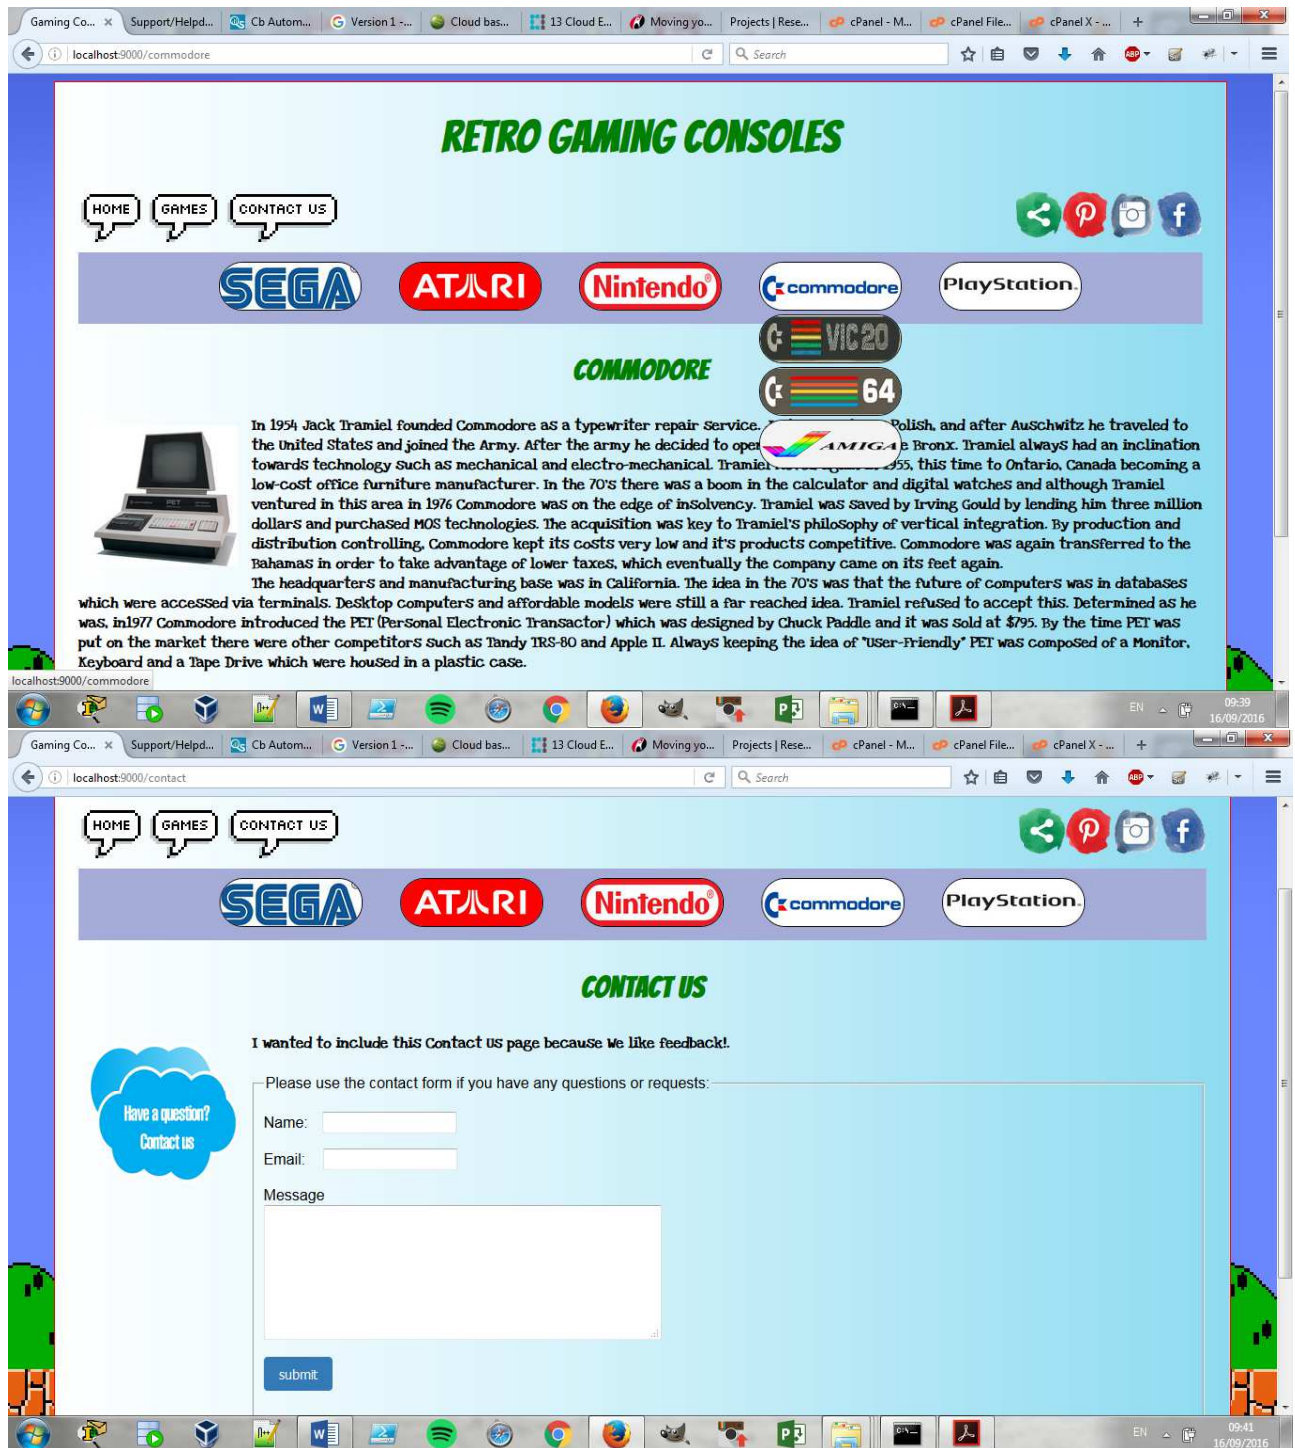 Gaming Co... × Support/Helpd... Cb Autom... Version 1 -... Cloud bas... 13 Cloud E... Moving yo... Projects | Rese... cPanel - M... cPanel File... cPanel X - ... +
localhost:9000/commodore Search
RETRO GAMING CONSOLES
HOME GAMES CONTACT US
SEGA ATARI Nintendo commodore PlayStation
VIC 20
COMMODORE
64
AMIGA
In 1954 Jack Tramiel founded Commodore as a typewriter repair service. Polish, and after Auschwitz he traveled to
the United States and joined the Army. After the army he decided to open Bronx. Tramiel always had an inclination
towards technology such as mechanical and electro-mechanical. Tramiel 1955, this time to Ontario, Canada becoming a
low-cost office furniture manufacturer. In the 70's there was a boom in the calculator and digital watches and although Tramiel
ventured in this area in 1976 Commodore was on the edge of insolvency. Tramiel was saved by Irving Gould by lending him three million
dollars and purchased MOS technologies. The acquisition was key to Tramiel's philosophy of vertical integration. By production and
distribution controlling, Commodore kept its costs very low and it's products competitive. Commodore was again transferred to the
Bahamas in order to take advantage of lower taxes, which eventually the company came on its feet again.
The headquarters and manufacturing base was in California. The idea in the 70's was that the future of computers was in databases
which were accessed via terminals. Desktop computers and affordable models were still a far reached idea. Tramiel refused to accept this. Determined as he
was, in1977 Commodore introduced the PET (Personal Electronic Transactor) which was designed by Chuck Paddle and it was sold at $795. By the time PET was
put on the market there were other competitors such as Tandy TRS-80 and Apple II. Always keeping the idea of "User-Friendly" PET was composed of a Monitor,
Keyboard and a Tape Drive which were housed in a plastic case.
localhost:9000/commodore
EN 09:39
16/09/2016
Gaming Co... × Support/Helpd... Cb Autom... Version 1 -... Cloud bas... 13 Cloud E... Moving yo... Projects | Rese... cPanel - M... cPanel File... cPanel X - ... +
localhost:9000/contact Search
HOME GAMES CONTACT US
SEGA ATARI Nintendo commodore PlayStation
CONTACT US
I wanted to include this Contact Us page because We like feedback!.
Please use the contact form if you have any questions or requests:
Have a question?
Contact us
Name:
Email:
Message
submit
EN 09:41
16/09/2016